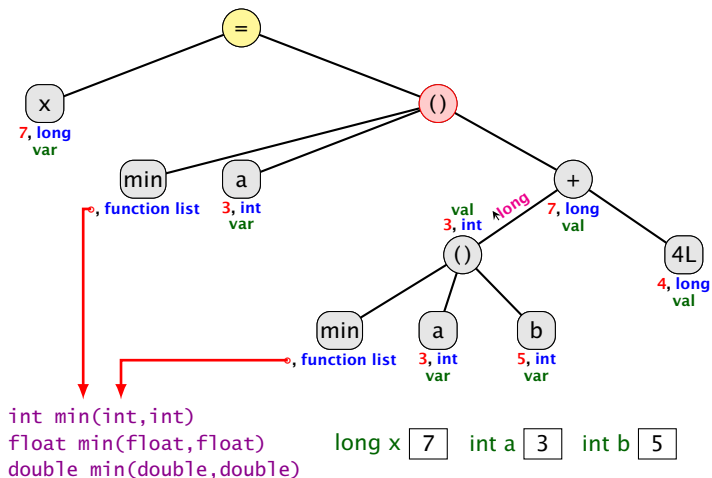 =
x
7, long
var
()
min
, function list
a
3, int
var
+
7, long
val
long
val
3, int
()
4L
4, long
val
min
, function list
a
3, int
var
b
5, int
var
int min(int,int)
float min(float,float)
double min(double,double)
long x 7 int a 3 int b 5